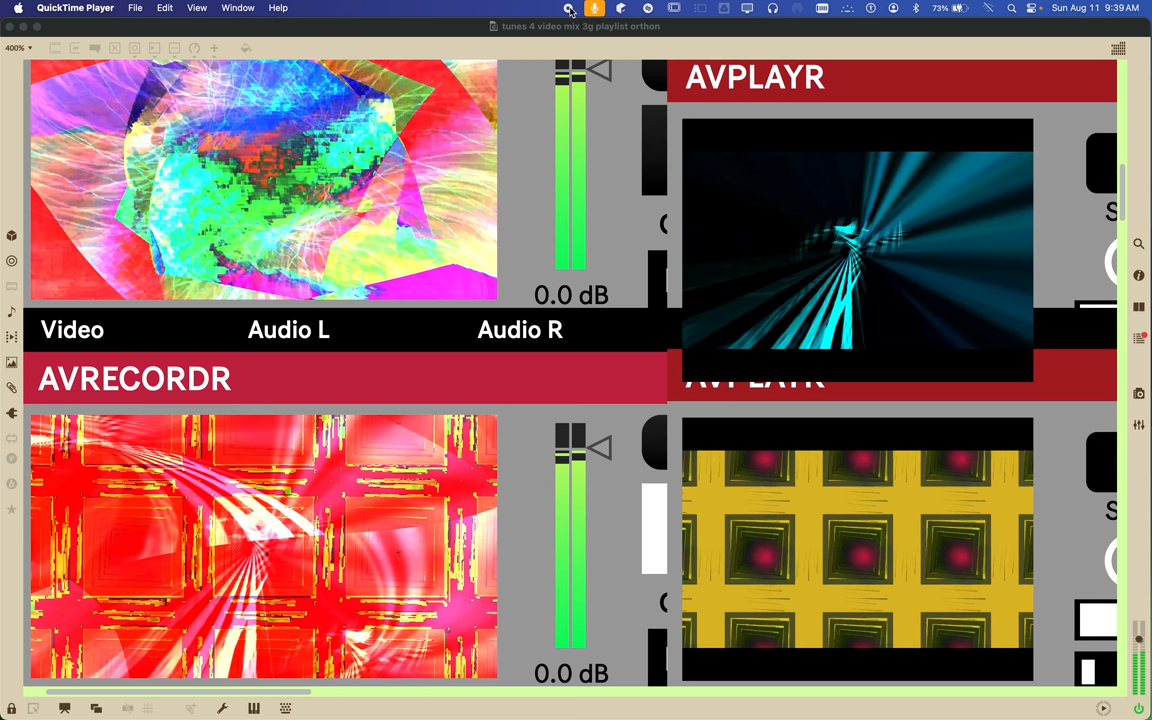 QuickTime Player File Edit View Window Help 73% Sun Aug 11 9:39 AM
tunes 4 video mix 3g playlist orthon
400%
AVPLAYR
S
0.0 dB
Video Audio L Audio R
AVRECORDR
AVPLAYR
S
0.0 dB